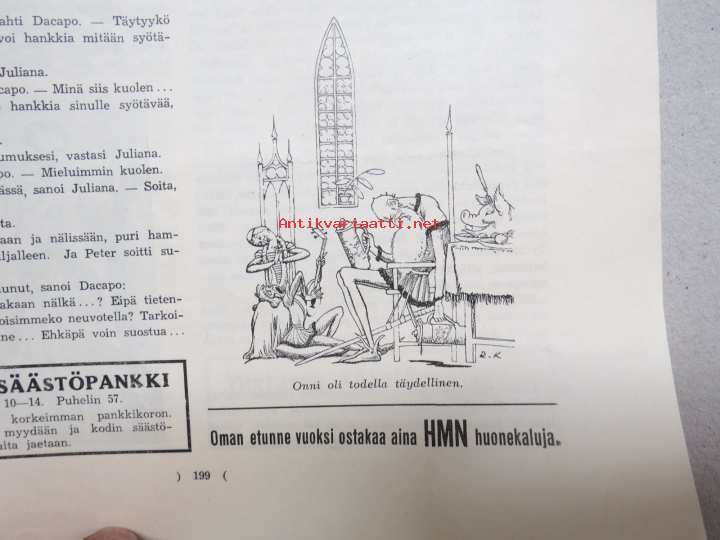 ahti Dacapo. — Täytyykö
voi hankkia mitään syötä-
Juliana.
capo. — Minä siis kuolen...
hankkia sinulle syötävää,
umuksesi, vastasi Juliana.
po. — Mieluimmin kuolen.
ässä, sanoi Juliana. — Soita,
ta.
aan ja nälissään, puri ham-
ljalleen. Ja Peter soitti su-
unut, sanoi Dacapo:
akaan nälkä...? Eipä tieten-
oisimmeko neuvotella? Tarkoi-
ne... Ehkäpä voin suostua...
SÄÄSTÖPANKKI
10—14. Puhelin 57.
korkeimman pankkikoron.
myydään ja kodin säästö-
aita jaetaan.
Antikvariaatti.net
R.K
Onni oli todella täydellinen.
Oman etunne vuoksi ostakaa aina HMN huonekaluja.
) 199 (